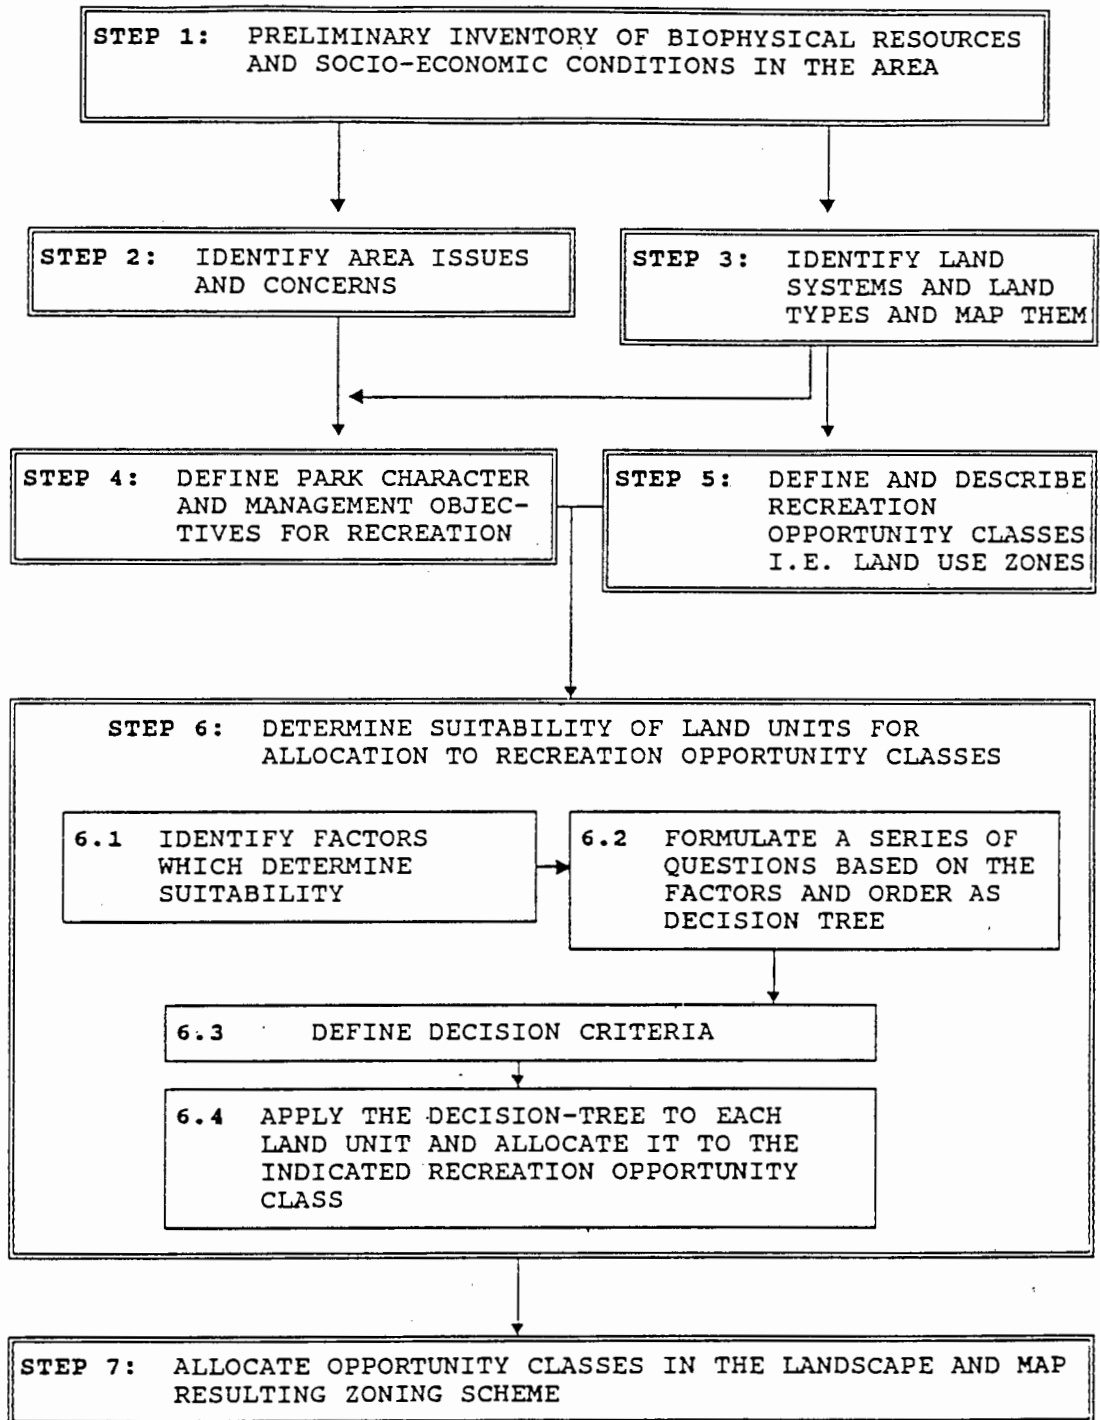 STEP 1: PRELIMINARY INVENTORY OF BIOPHYSICAL RESOURCES
AND SOCIO-ECONOMIC CONDITIONS IN THE AREA
STEP 2: IDENTIFY AREA ISSUES
AND CONCERNS
STEP 3: IDENTIFY LAND
SYSTEMS AND LAND
TYPES AND MAP THEM
STEP 4: DEFINE PARK CHARACTER
AND MANAGEMENT OBJEC-
TIVES FOR RECREATION
STEP 5: DEFINE AND DESCRIBE
RECREATION
OPPORTUNITY CLASSES
I.E. LAND USE ZONES
STEP 6: DETERMINE SUITABILITY OF LAND UNITS FOR
ALLOCATION TO RECREATION OPPORTUNITY CLASSES
6.1 IDENTIFY FACTORS
WHICH DETERMINE
SUITABILITY
6.2 FORMULATE A SERIES OF
QUESTIONS BASED ON THE
FACTORS AND ORDER AS
DECISION TREE
6.3 DEFINE DECISION CRITERIA
6.4 APPLY THE DECISION-TREE TO EACH
LAND UNIT AND ALLOCATE IT TO THE
INDICATED RECREATION OPPORTUNITY
CLASS
STEP 7: ALLOCATE OPPORTUNITY CLASSES IN THE LANDSCAPE AND MAP
RESULTING ZONING SCHEME